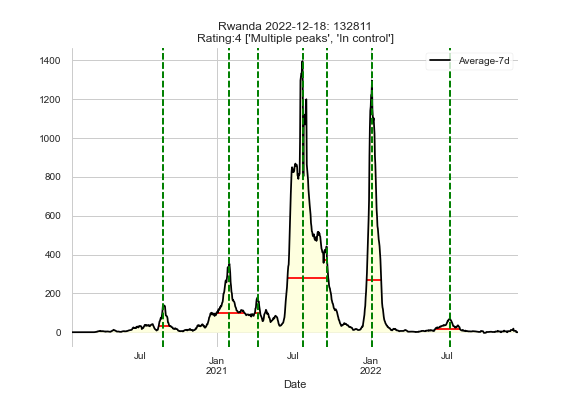 Rwanda 2022-12-18: 132811
Rating:4 ['Multiple peaks', 'In control']
Average-7d
1400
1200
1000
800
600
400
200
0
Jul
Jan
2021
Jul
Jan
2022
Jul
Date